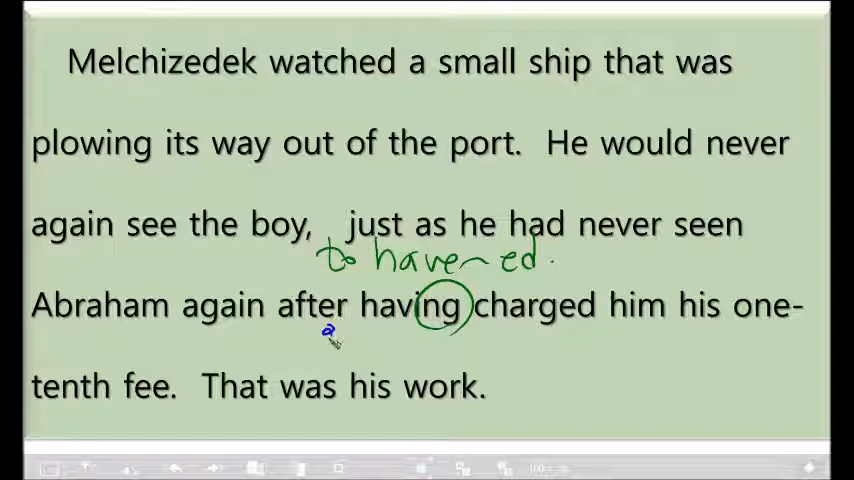 Melchizedek watched a small ship that was
plowing its way out of the port. He would never
again see the boy, just as he had never seen
to have ~ ed.
Abraham again after having charged him his one-
a
tenth fee. That was his work.